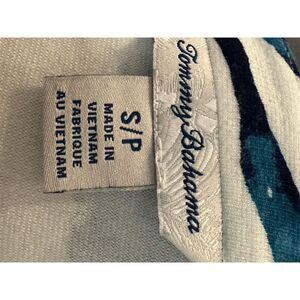 Tommy Bahama
S/P
MADE IN
VIETNAM
FABRIQUE
AU VIETNAM